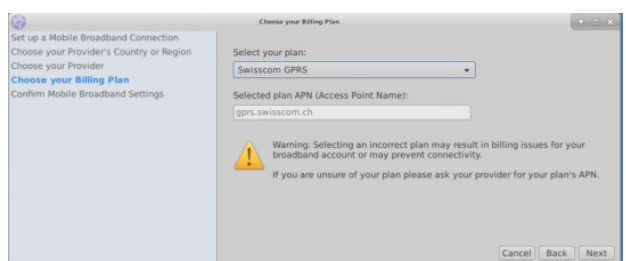 Choose your Billing Plan
Set up a Mobile Broadband Connection
Choose your Provider's Country or Region
Choose your Provider
Choose your Billing Plan
Confirm Mobile Broadband Settings
Select your plan:
Swisscom GPRS
Selected plan APN (Access Point Name):
gprs.swisscom.ch
Warning: Selecting an incorrect plan may result in billing issues for your
broadband account or may prevent connectivity.
If you are unsure of your plan please ask your provider for your plan's APN.
Cancel Back Next